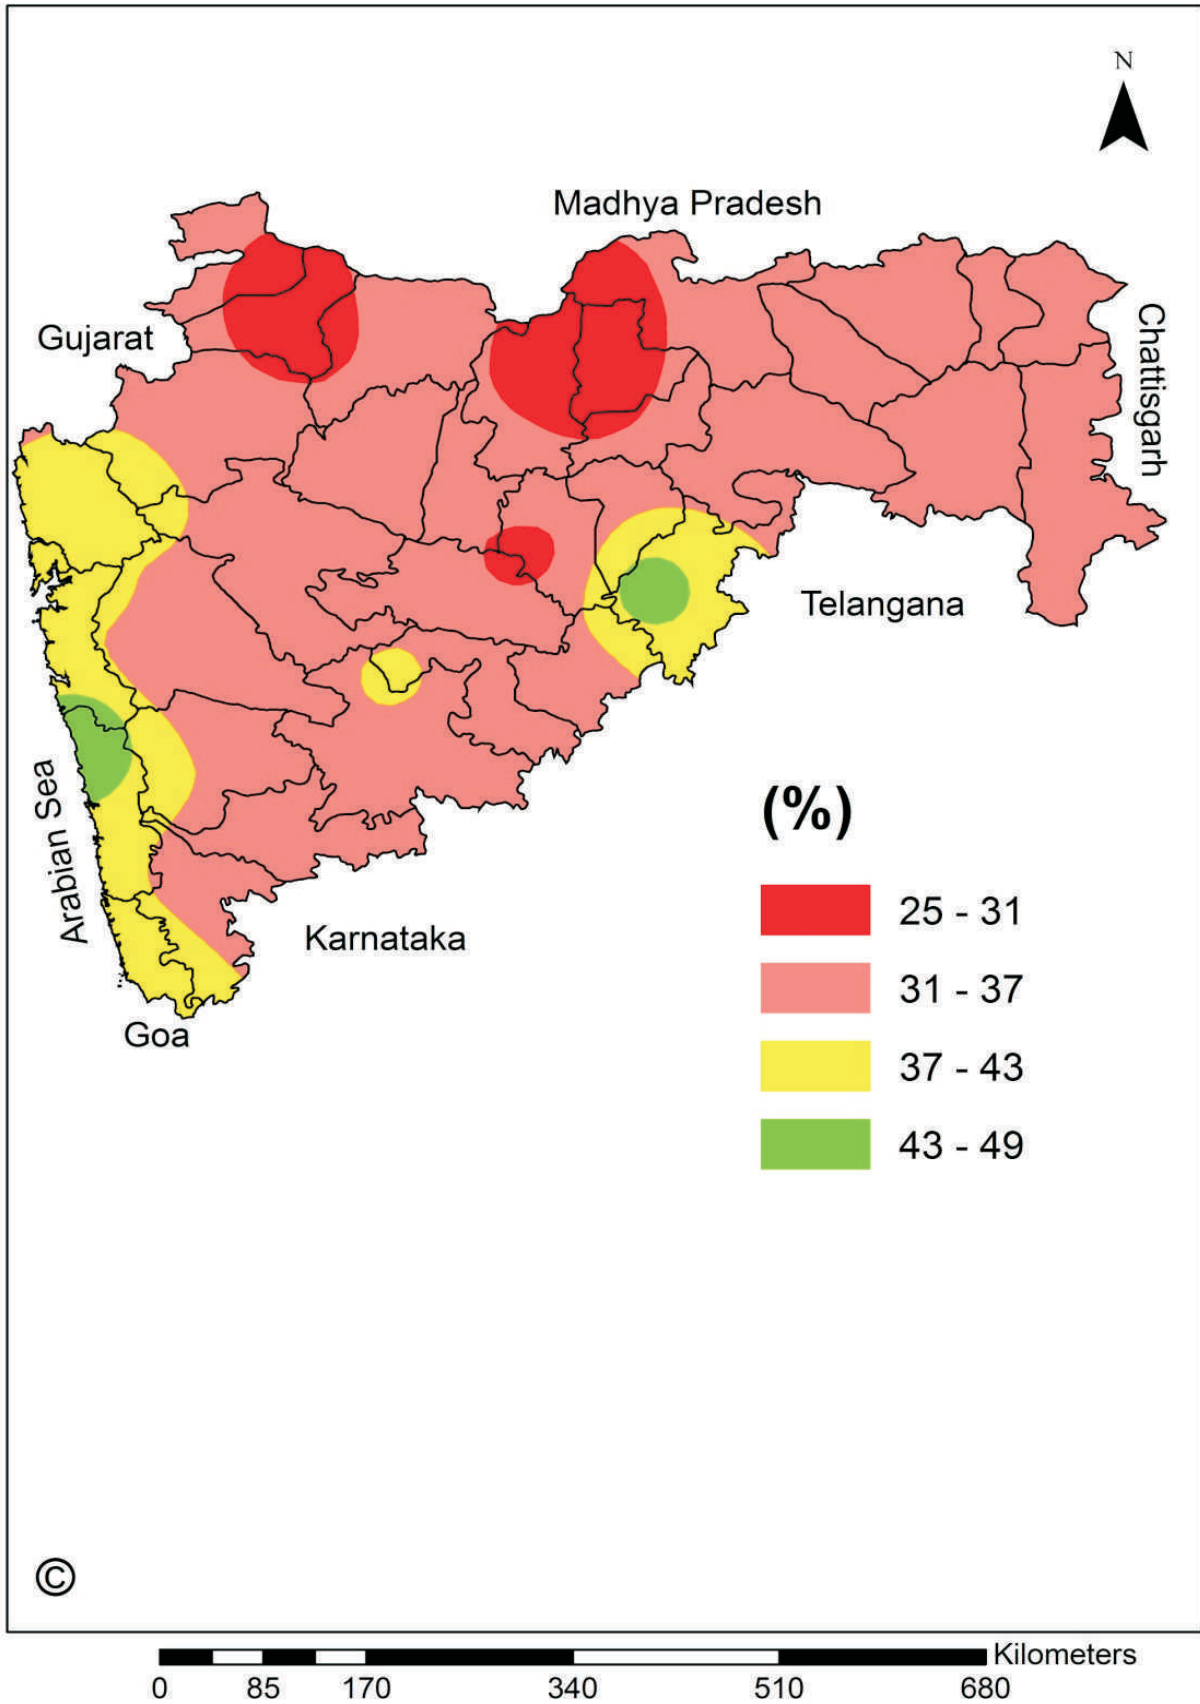 N
Madhya Pradesh
Gujarat
Chattisgarh
Telangana
Arabian Sea
Karnataka
Goa
(%)
25 - 31
31 - 37
37 - 43
43 - 49
©
Kilometers
0 85 170 340 510 680